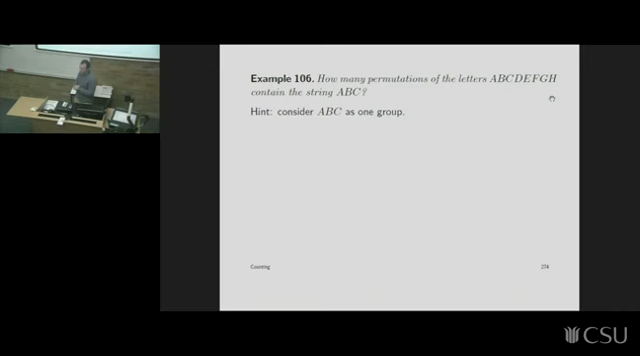 Example 106. How many permutations of the letters ABCDEFGH
contain the string ABC?
Hint: consider ABC as one group.
Counting
274
CSU